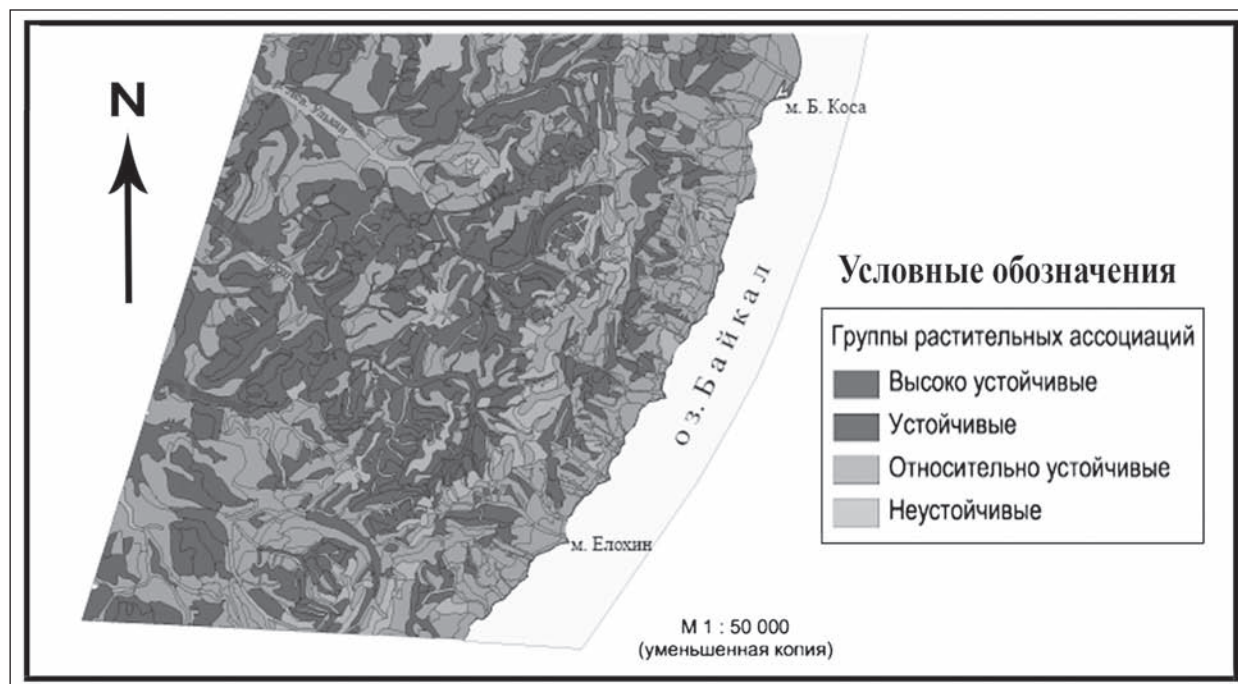 N
м. Б. Коса
оз. Байкал
м. Елохин
Условные обозначения
Группы растительных ассоциаций
Высоко устойчивые
Устойчивые
Относительно устойчивые
Неустойчивые
М 1 : 50 000
(уменьшенная копия)